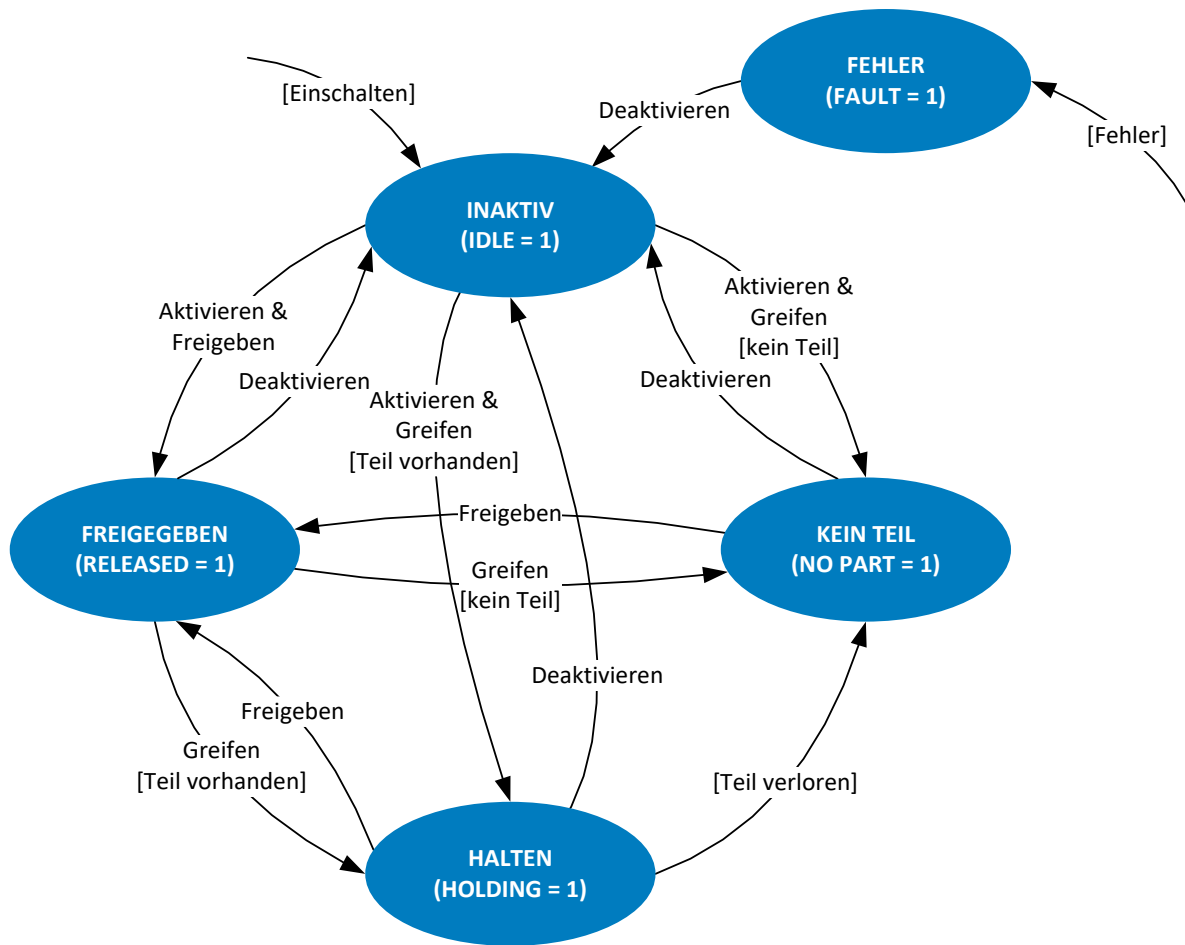 FEHLER
(FAULT = 1)
[Einschalten]
Deaktivieren
[Fehler]
INAKTIV
(IDLE = 1)
Aktivieren &
Freigeben
Deaktivieren
Aktivieren &
Greifen
[Teil vorhanden]
Aktivieren &
Greifen
[kein Teil]
Deaktivieren
FREIGEGEBEN
(RELEASED = 1)
Freigeben
Greifen
[kein Teil]
KEIN TEIL
(NO PART = 1)
Deaktivieren
Freigeben
Greifen
[Teil vorhanden]
[Teil verloren]
HALTEN
(HOLDING = 1)